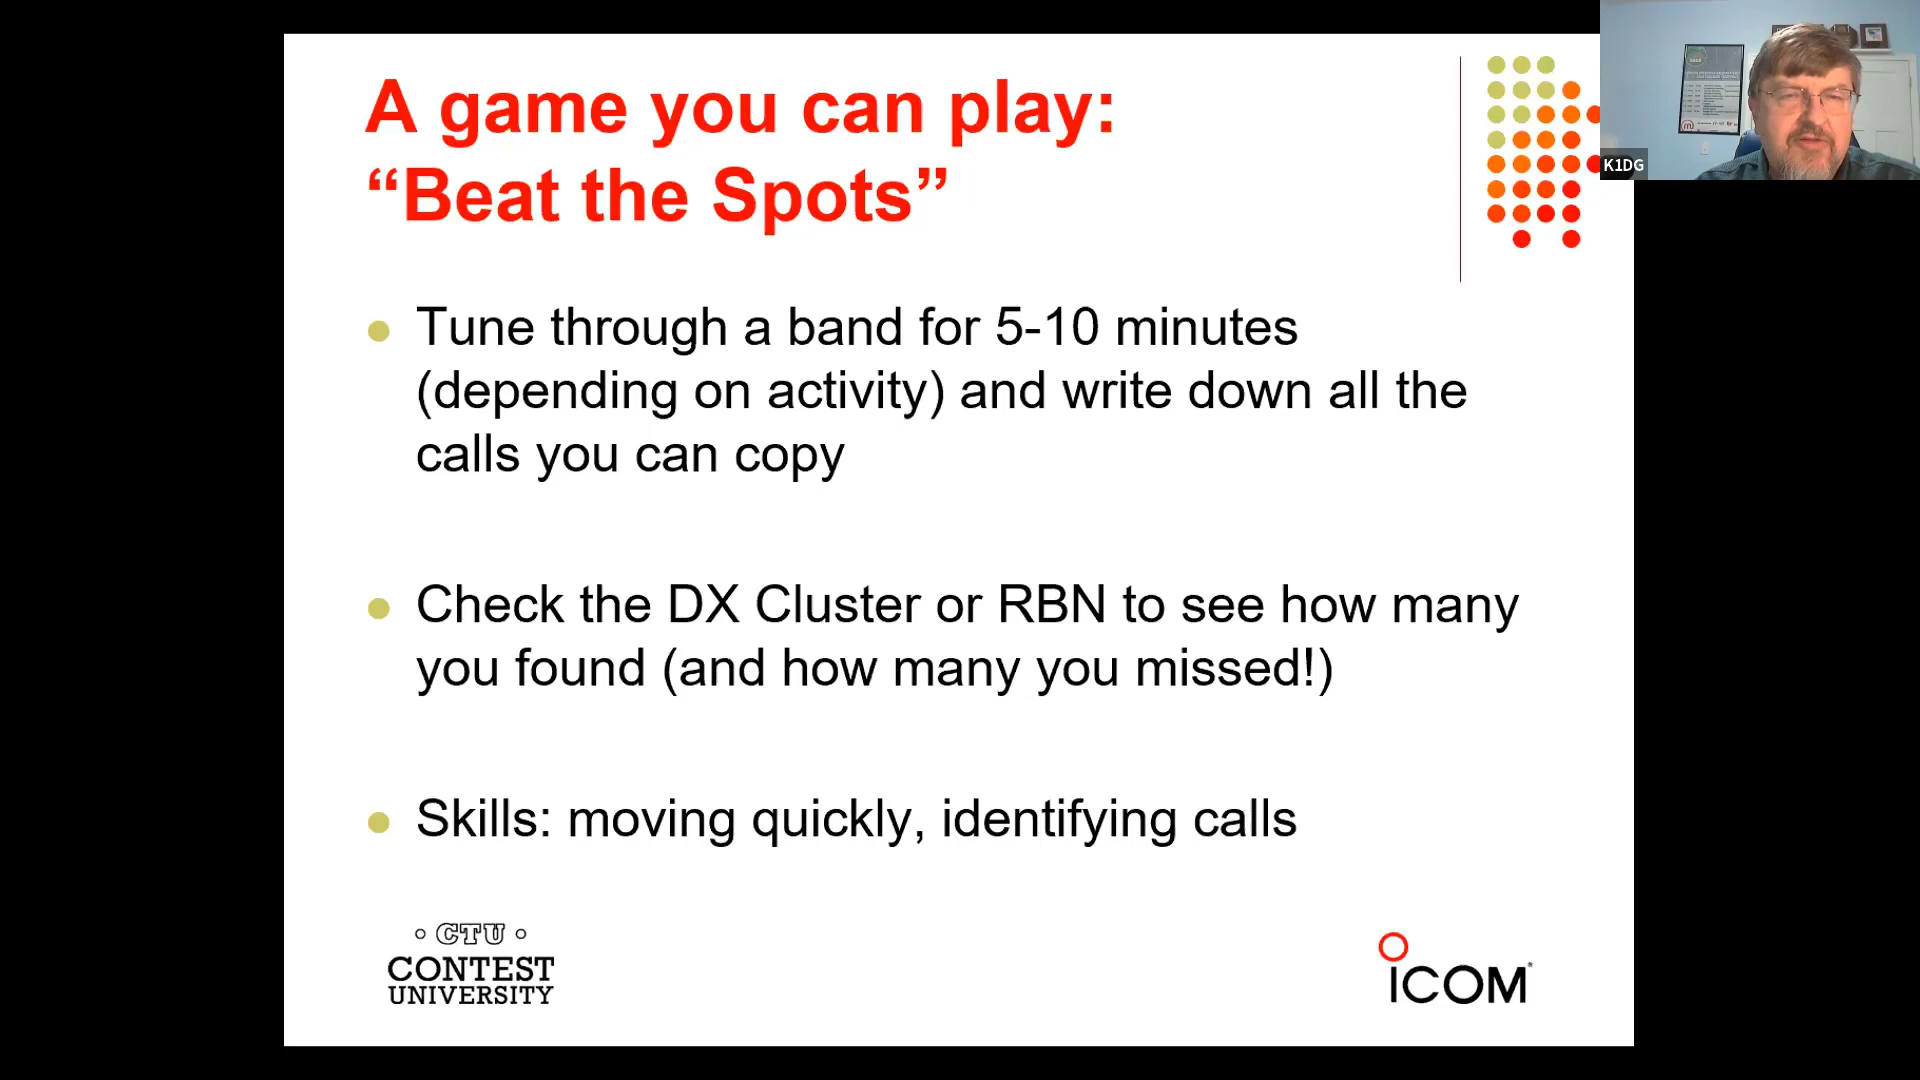 A game you can play:
“Beat the Spots”
K1DG
Tune through a band for 5-10 minutes
(depending on activity) and write down all the
calls you can copy
Check the DX Cluster or RBN to see how many
you found (and how many you missed!)
Skills: moving quickly, identifying calls
CTU
CONTEST
UNIVERSITY
ICOM